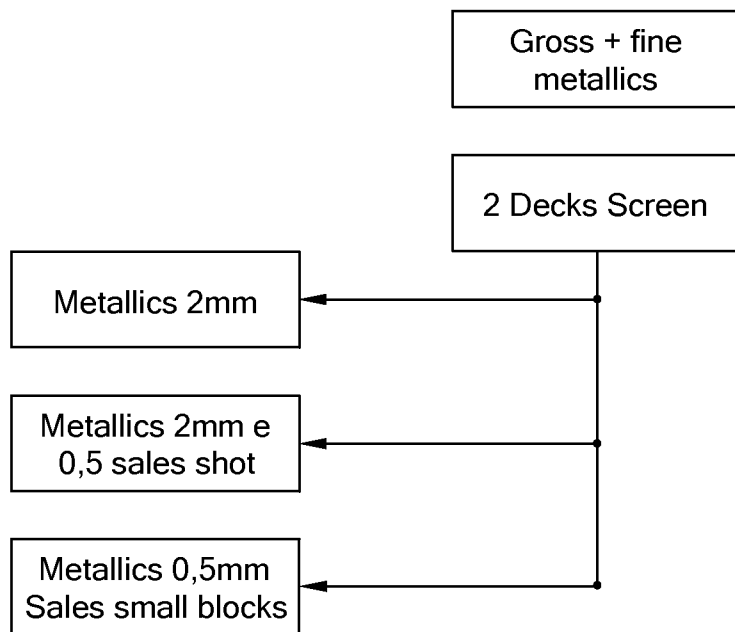 Gross + fine
metallics
2 Decks Screen
Metallics 2mm
Metallics 2mm e
0,5 sales shot
Metallics 0,5mm
Sales small blocks